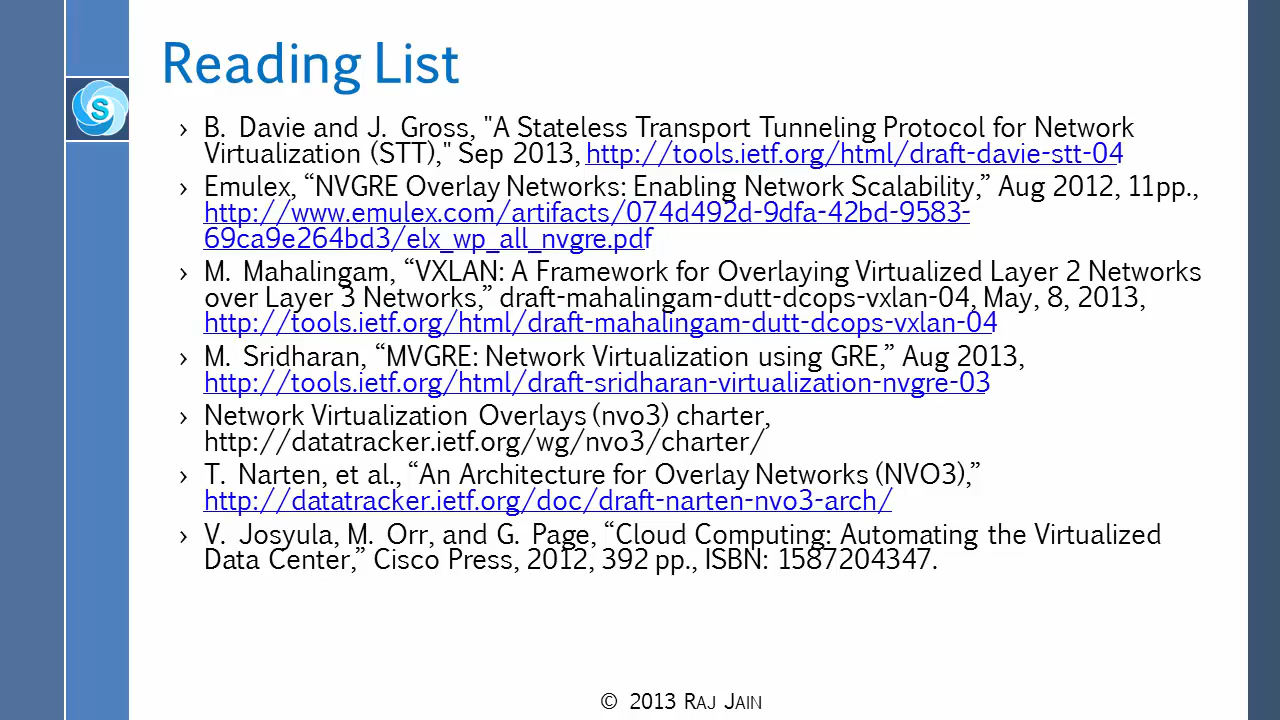 Reading List
S
› B. Davie and J. Gross, "A Stateless Transport Tunneling Protocol for Network
Virtualization (STT)," Sep 2013, http://tools.ietf.org/html/draft-davie-stt-04
› Emulex, “NVGRE Overlay Networks: Enabling Network Scalability,” Aug 2012, 11pp.,
http://www.emulex.com/artifacts/074d492d-9dfa-42bd-9583-
69ca9e264bd3/elx_wp_all_nvgre.pdf
› M. Mahalingam, “VXLAN: A Framework for Overlaying Virtualized Layer 2 Networks
over Layer 3 Networks,” draft-mahalingam-dutt-dcops-vxlan-04, May, 8, 2013,
http://tools.ietf.org/html/draft-mahalingam-dutt-dcops-vxlan-04
› M. Sridharan, “MVGRE: Network Virtualization using GRE,” Aug 2013,
http://tools.ietf.org/html/draft-sridharan-virtualization-nvgre-03
› Network Virtualization Overlays (nvo3) charter,
http://datatracker.ietf.org/wg/nvo3/charter/
› T. Narten, et al., “An Architecture for Overlay Networks (NVO3),”
http://datatracker.ietf.org/doc/draft-narten-nvo3-arch/
› V. Josyula, M. Orr, and G. Page, “Cloud Computing: Automating the Virtualized
Data Center,” Cisco Press, 2012, 392 pp., ISBN: 1587204347.
© 2013 RAJ JAIN